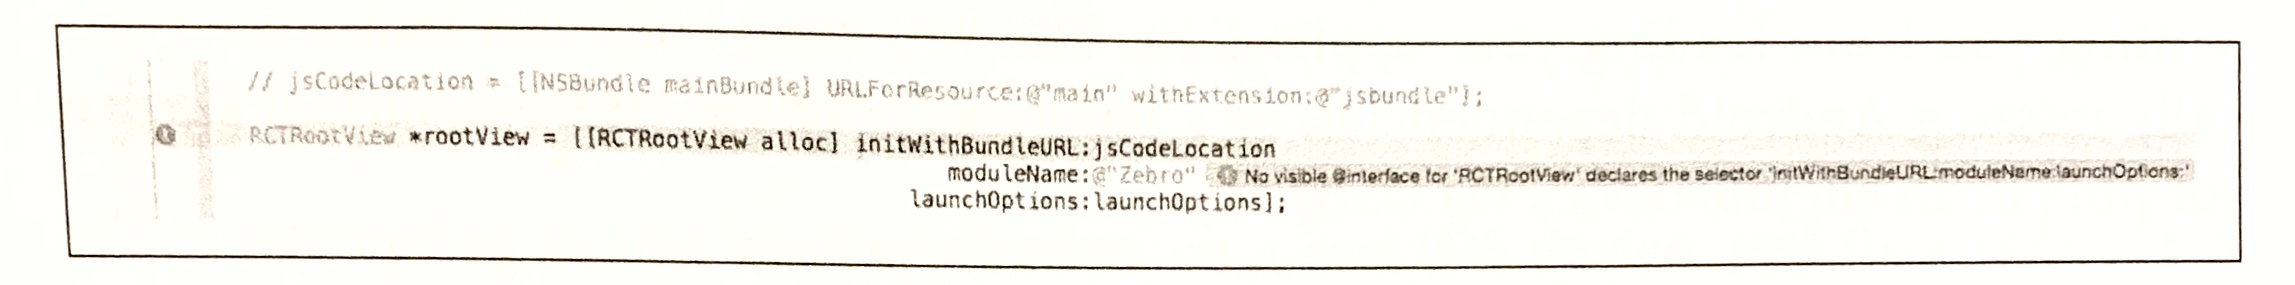 // jsCodeLocation = [[NSBundle mainBundle] URLForResource:@"main" withExtension:@"jsbundle"];
RCTRootView *rootView = [[RCTRootView alloc] initWithBundleURL:jsCodeLocation
moduleName:@"Zebro" No visible @interface for 'RCTRootView' declares the selector 'initWithBundleURL:moduleName:launchOptions:'
launchOptions:launchOptions];